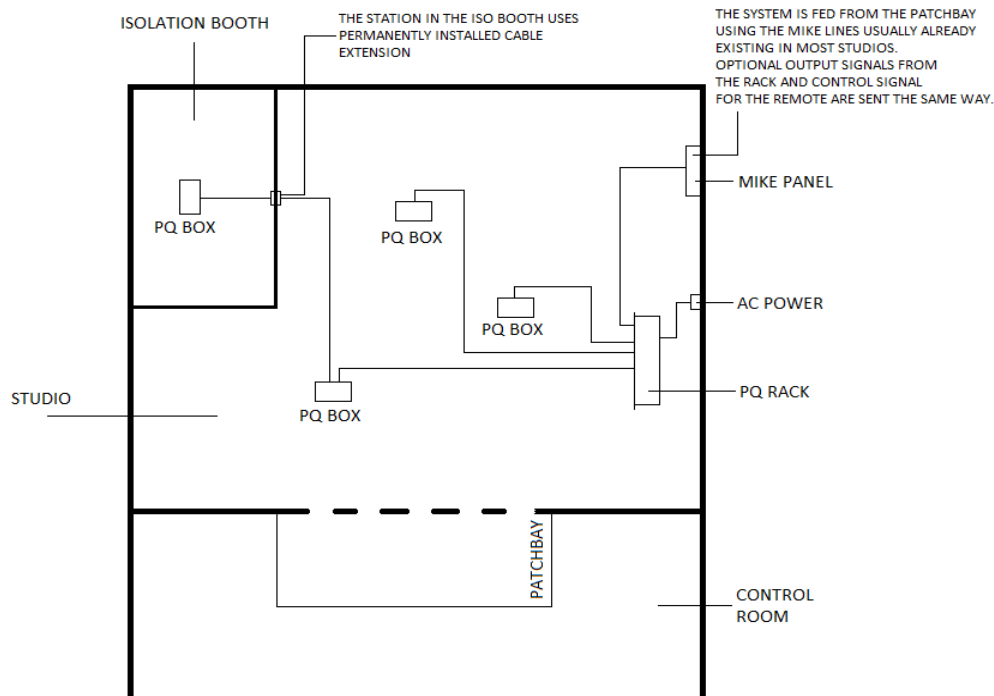 ISOLATION BOOTH
THE STATION IN THE ISO BOOTH USES
PERMANENTLY INSTALLED CABLE
EXTENSION
THE SYSTEM IS FED FROM THE PATCHBAY
USING THE MIKE LINES USUALLY ALREADY
EXISTING IN MOST STUDIOS.
OPTIONAL OUTPUT SIGNALS FROM
THE RACK AND CONTROL SIGNAL
FOR THE REMOTE ARE SENT THE SAME WAY.
MIKE PANEL
PQ BOX
PQ BOX
AC POWER
PQ BOX
PQ RACK
STUDIO
PQ BOX
PATCHBAY
CONTROL
ROOM